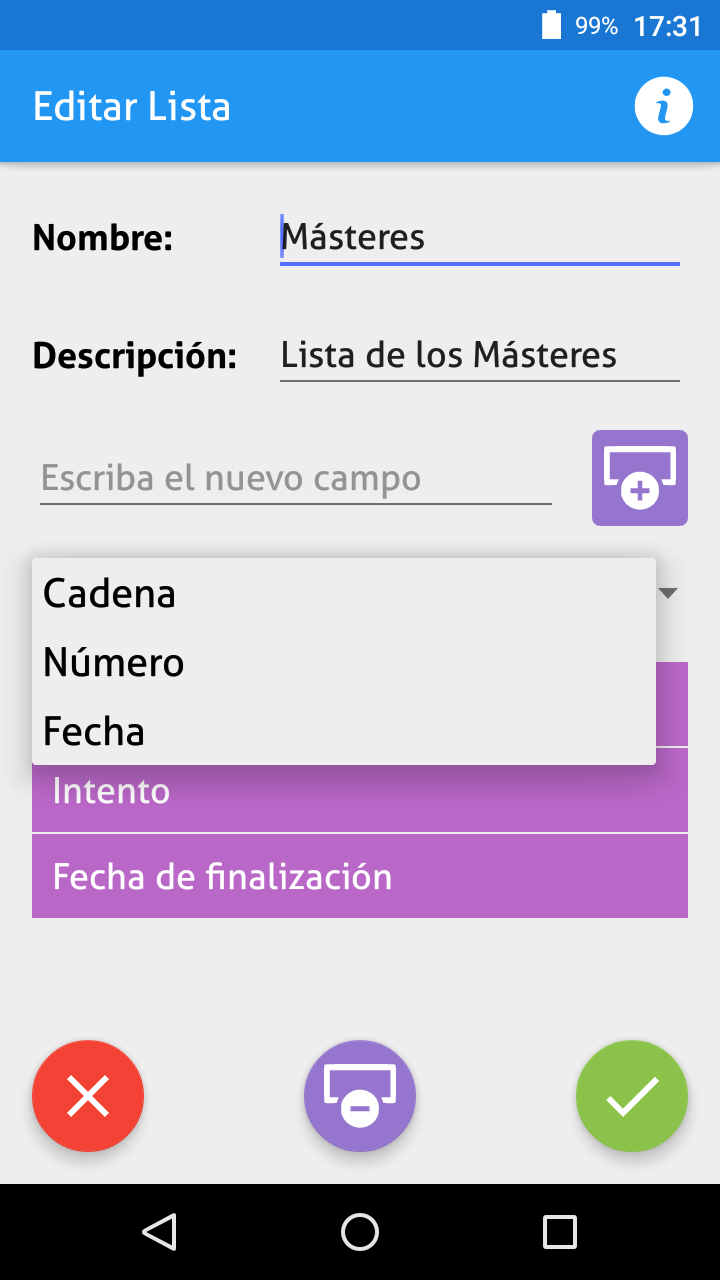 99% 17:31
Editar Lista
Nombre: Másteres
Descripción: Lista de los Másteres
Escriba el nuevo campo
Cadena
Número
Fecha
Intento
Fecha de finalización